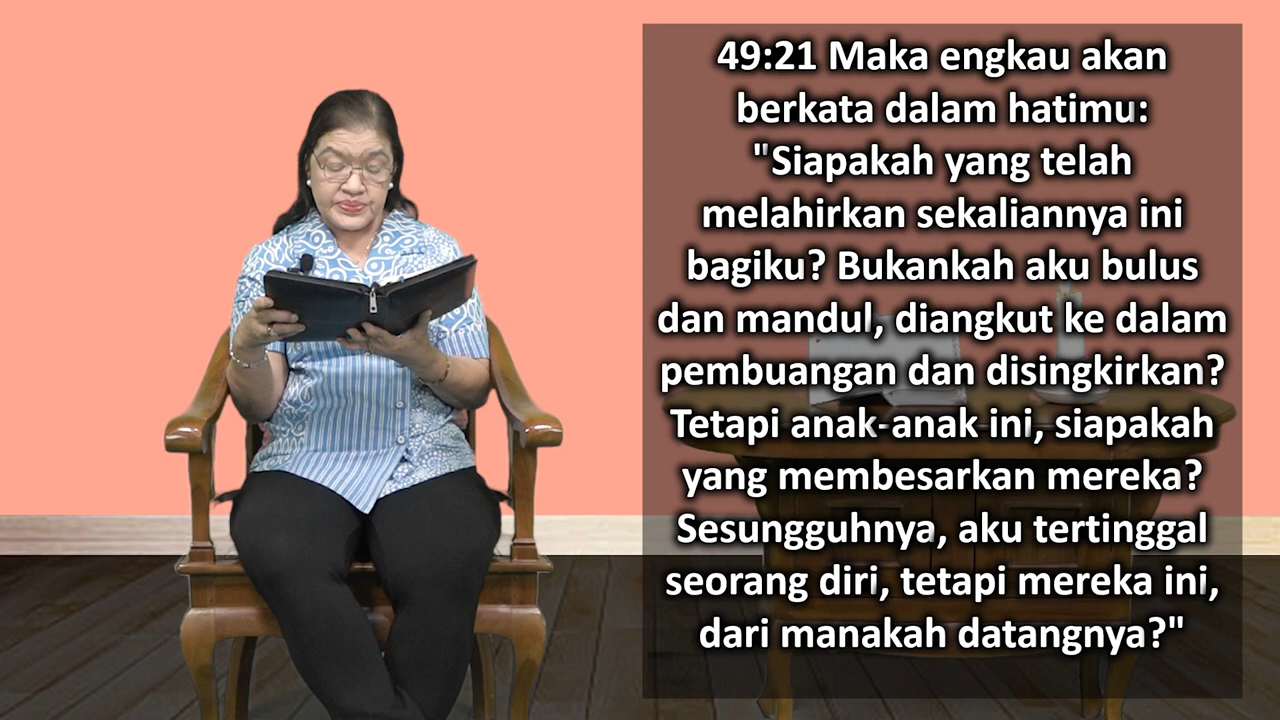 49:21 Maka engkau akan
berkata dalam hatimu:
"Siapakah yang telah
melahirkan sekaliannya ini
bagiku? Bukankah aku bulus
dan mandul, diangkut ke dalam
pembuangan dan disingkirkan?
Tetapi anak-anak ini, siapakah
yang membesarkan mereka?
Sesungguhnya, aku tertinggal
seorang diri, tetapi mereka ini,
dari manakah datangnya?"